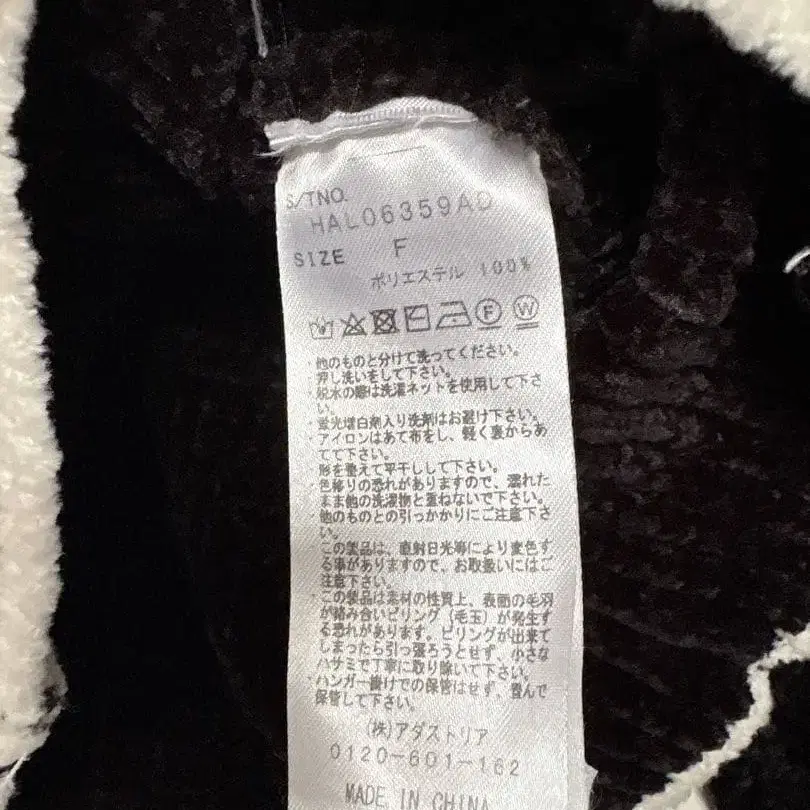 S/TNO.
HAL06359AD
SIZE F
ポリエステル 100%
F W
・他のものと分けて洗ってください。
押し洗いをして下さい。
・脱水の際は洗濯ネットを使用して下さ
い。
・蛍光増白剤入り洗剤はお避け下さい。
・アイロンはあて布をし、軽く裏からあ
てて下さい。
形を整えて平干しして下さい。
・色移りの恐れがありますので、濡れた
まま他の洗濯物と重ねないで下さい。
他のものとの引っかかりにご注意下さ
い。
・この製品は、直射日光等により変色す
る事がありますので、お取扱いにはご
注意下さい。
・この製品は素材の性質上、表面の毛羽
が絡み合いピリング（毛玉）が発生す
る恐れがあります。ピリングが出来て
しまったら引っ張ろうとせず、小さな
ハサミで丁寧に取り除いて下さい。
・ハンガー掛けでの保管はせず、畳んで
保管して下さい。
(株)アダストリア
0120-601-162
MADE IN CHINA